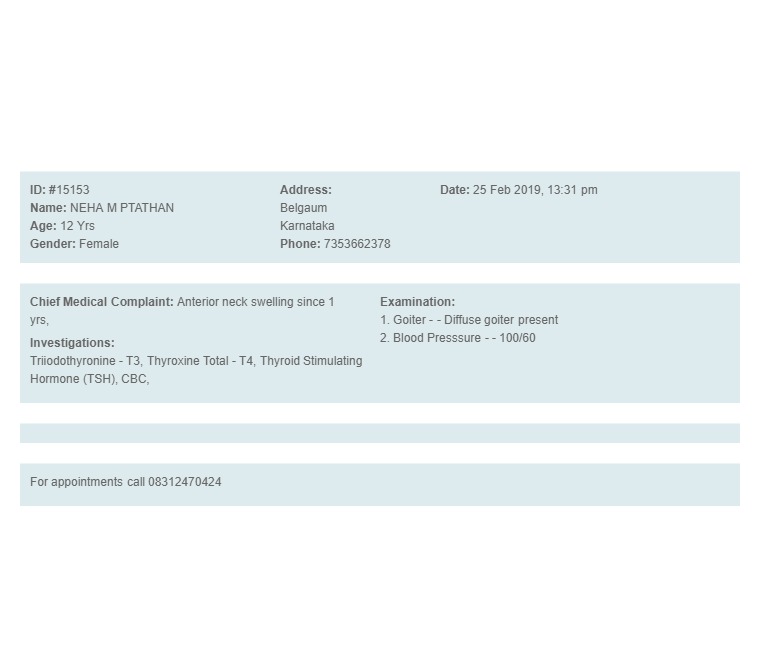 ID: #15153
Name: NEHA M PTATHAN
Age: 12 Yrs
Gender: Female
Address:
Belgaum
Karnataka
Phone: 7353662378
Date: 25 Feb 2019, 13:31 pm
Chief Medical Complaint: Anterior neck swelling since 1
yrs,
Investigations:
Triiodothyronine - T3, Thyroxine Total - T4, Thyroid Stimulating
Hormone (TSH), CBC,
Examination:
1. Goiter - - Diffuse goiter present
2. Blood Presssure - - 100/60
For appointments call 08312470424